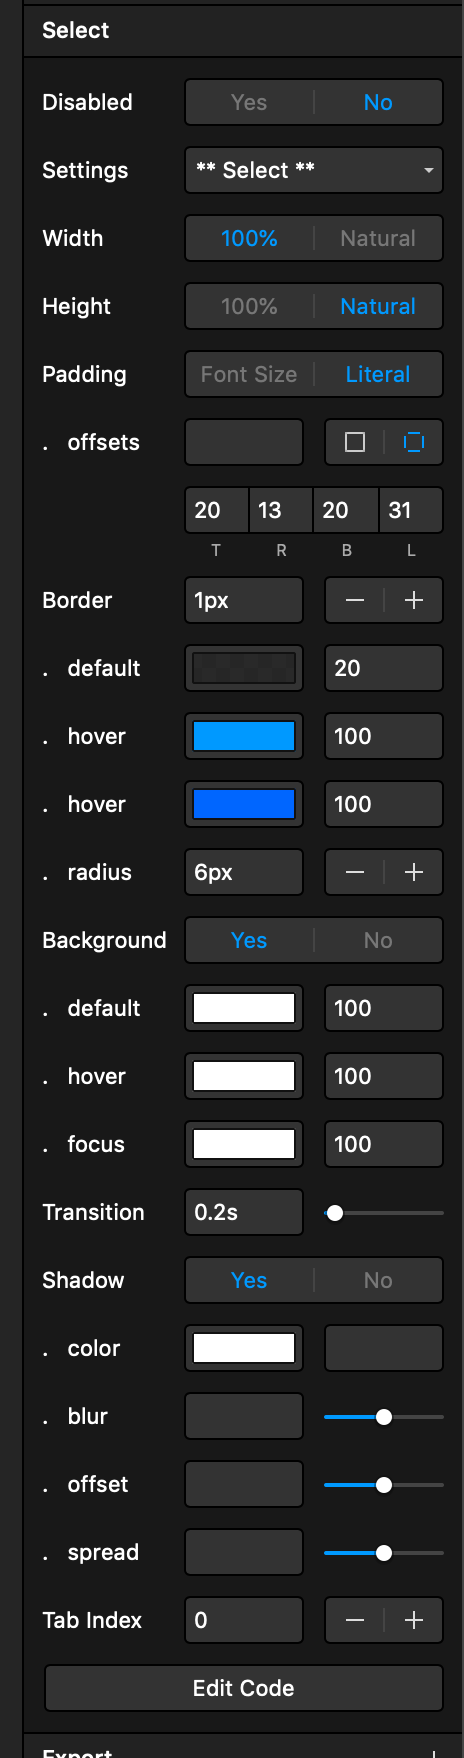 Select
Disabled Yes No
Settings ** Select **
Width 100% Natural
Height 100% Natural
Padding Font Size Literal
. offsets
20 13 20 31
T R B L
Border 1px
. default 20
. hover 100
. hover 100
. radius 6px
Background Yes No
. default 100
. hover 100
. focus 100
Transition 0.2s
Shadow Yes No
. color
. blur
. offset
. spread
Tab Index 0
Edit Code
Export